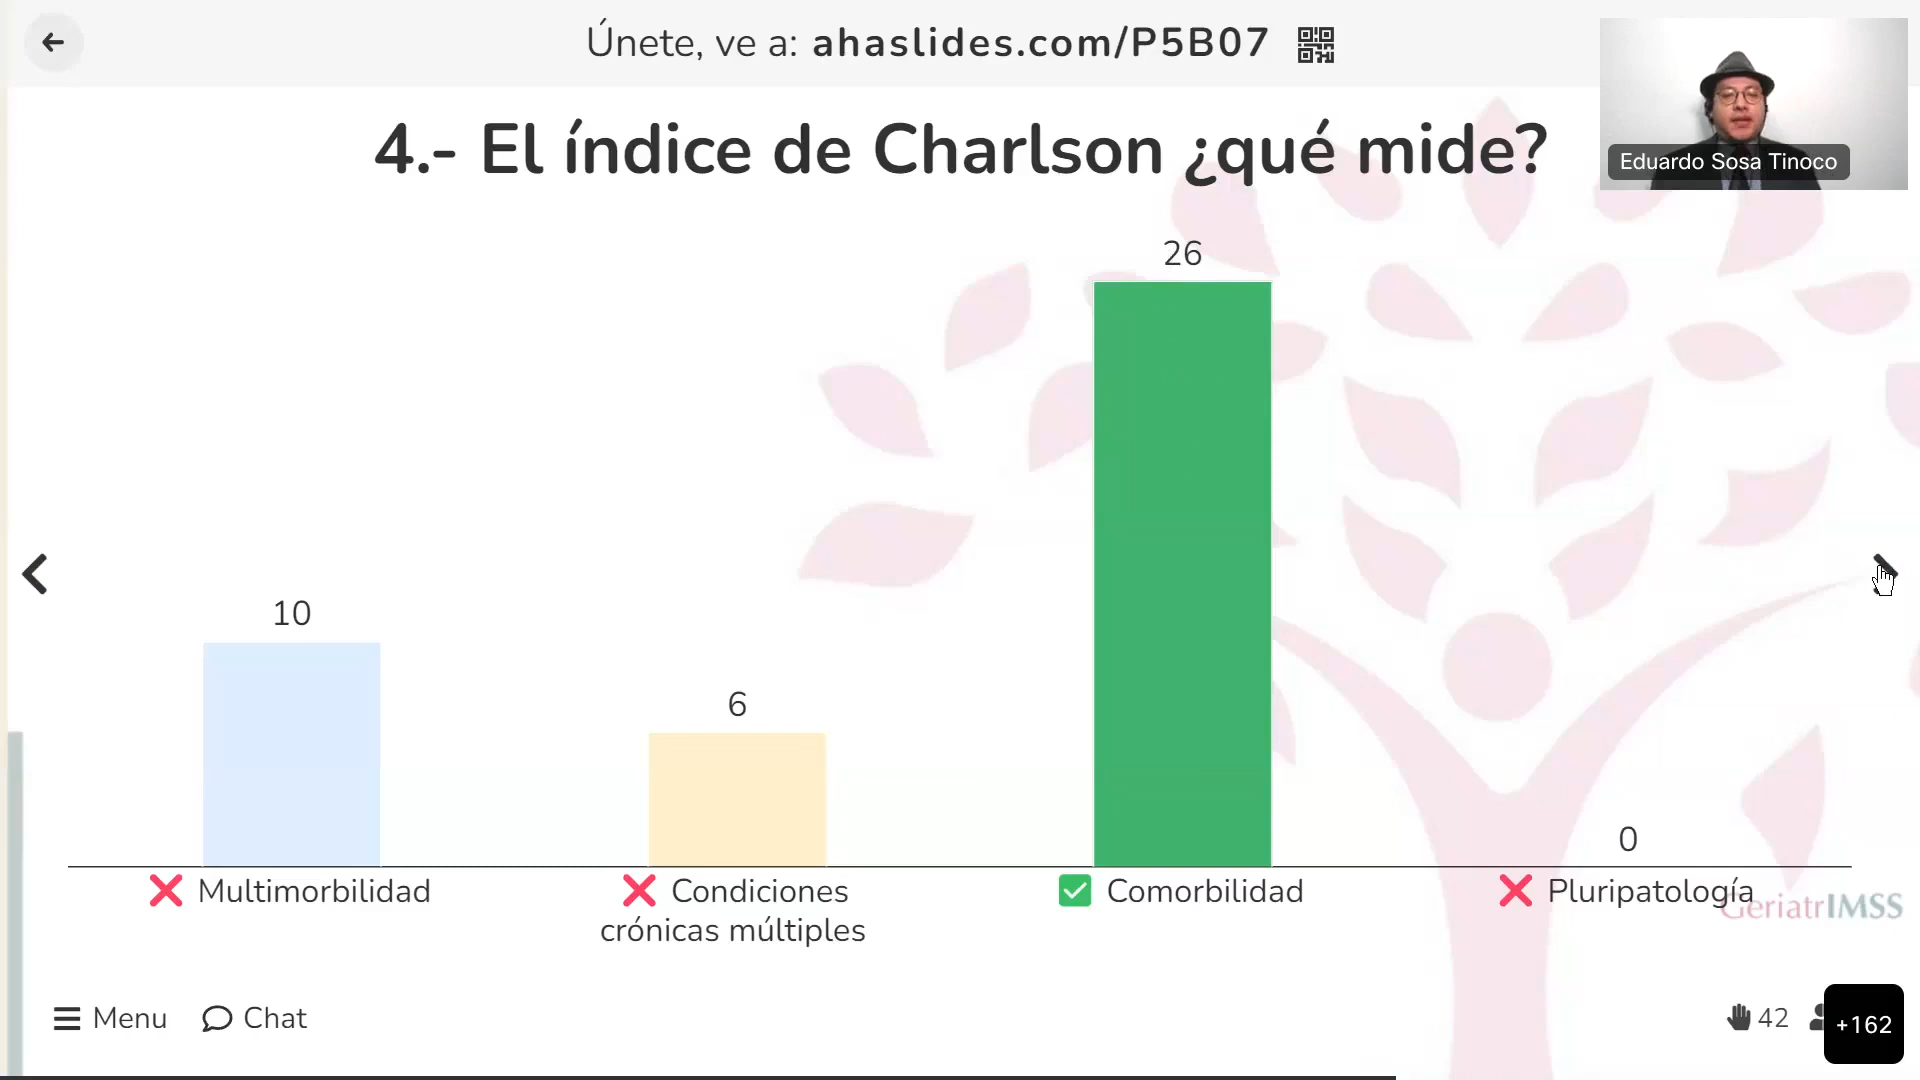 Únete, ve a: ahaslides.com/P5B07
Eduardo Sosa Tinoco
4.- El índice de Charlson ¿qué mide?
26
10
6
0
Multimorbilidad
Condiciones
crónicas múltiples
Comorbilidad
Pluripatología
GeriatrIMSS
Menu
Chat
42
+162